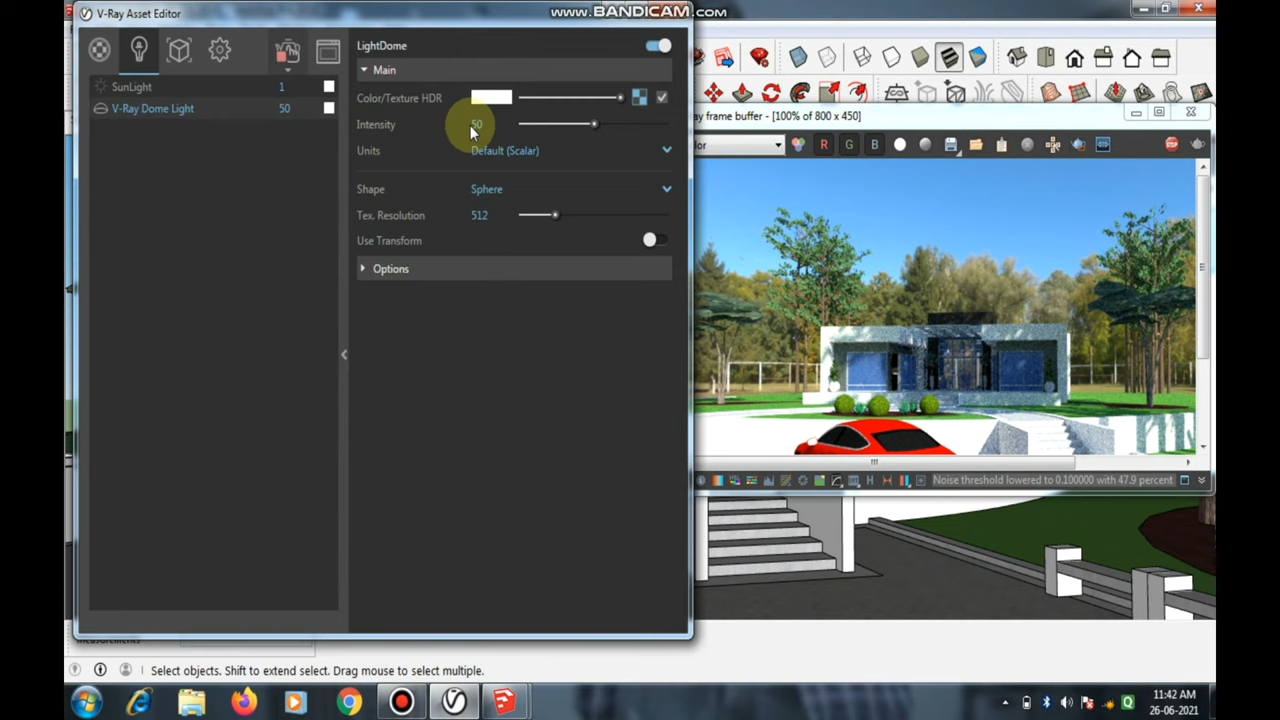 V-Ray Asset Editor
www.BANDICAM.com
LightDome
Main
SunLight 1
V-Ray Dome Light 50
Color/Texture HDR
Intensity 50
Units Default (Scalar)
Shape Sphere
Tex. Resolution 512
Use Transform
Options
y frame buffer - [100% of 800 x 450]
lor
R G B
H
Noise threshold lowered to 0.100000 with 47.9 percent
Measurements
Select objects. Shift to extend select. Drag mouse to select multiple.
11:42 AM
26-06-2021